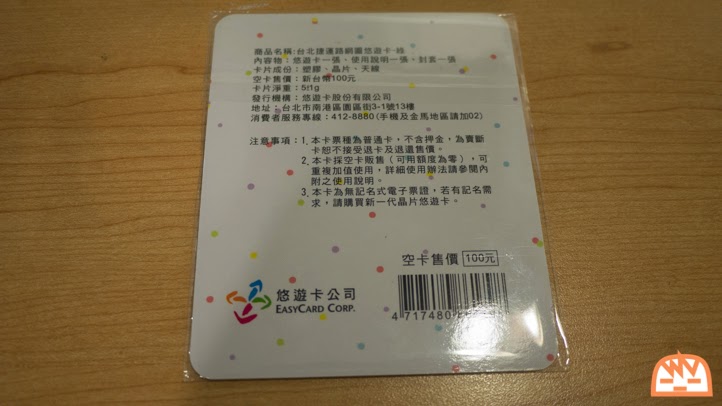 商品名稱:台北捷運路網圖悠遊卡-綠
內容物:悠遊卡一張、使用說明一張、封套一張
卡片成份:塑膠、晶片、天線
空卡售價:新台幣100元
卡片淨重:5±1g
發行機構:悠遊卡股份有限公司
地址:台北市南港區園區街3-1號13樓
消費者服務專線:412-8880(手機及金馬地區請加02)
注意事項:1.本卡票種為普通卡,不含押金,為賣斷
卡恕不接受退卡及退還售價。
2.本卡採空卡販售(可用額度為零),可
重複加值使用,詳細使用辦法請參閱內
附之使用說明。
3.本卡為無記名式電子票證,若有記名需
求,請購買新一代晶片悠遊卡。
空卡售價 100元
悠遊卡公司
EASYCARD CORP.
4 717480